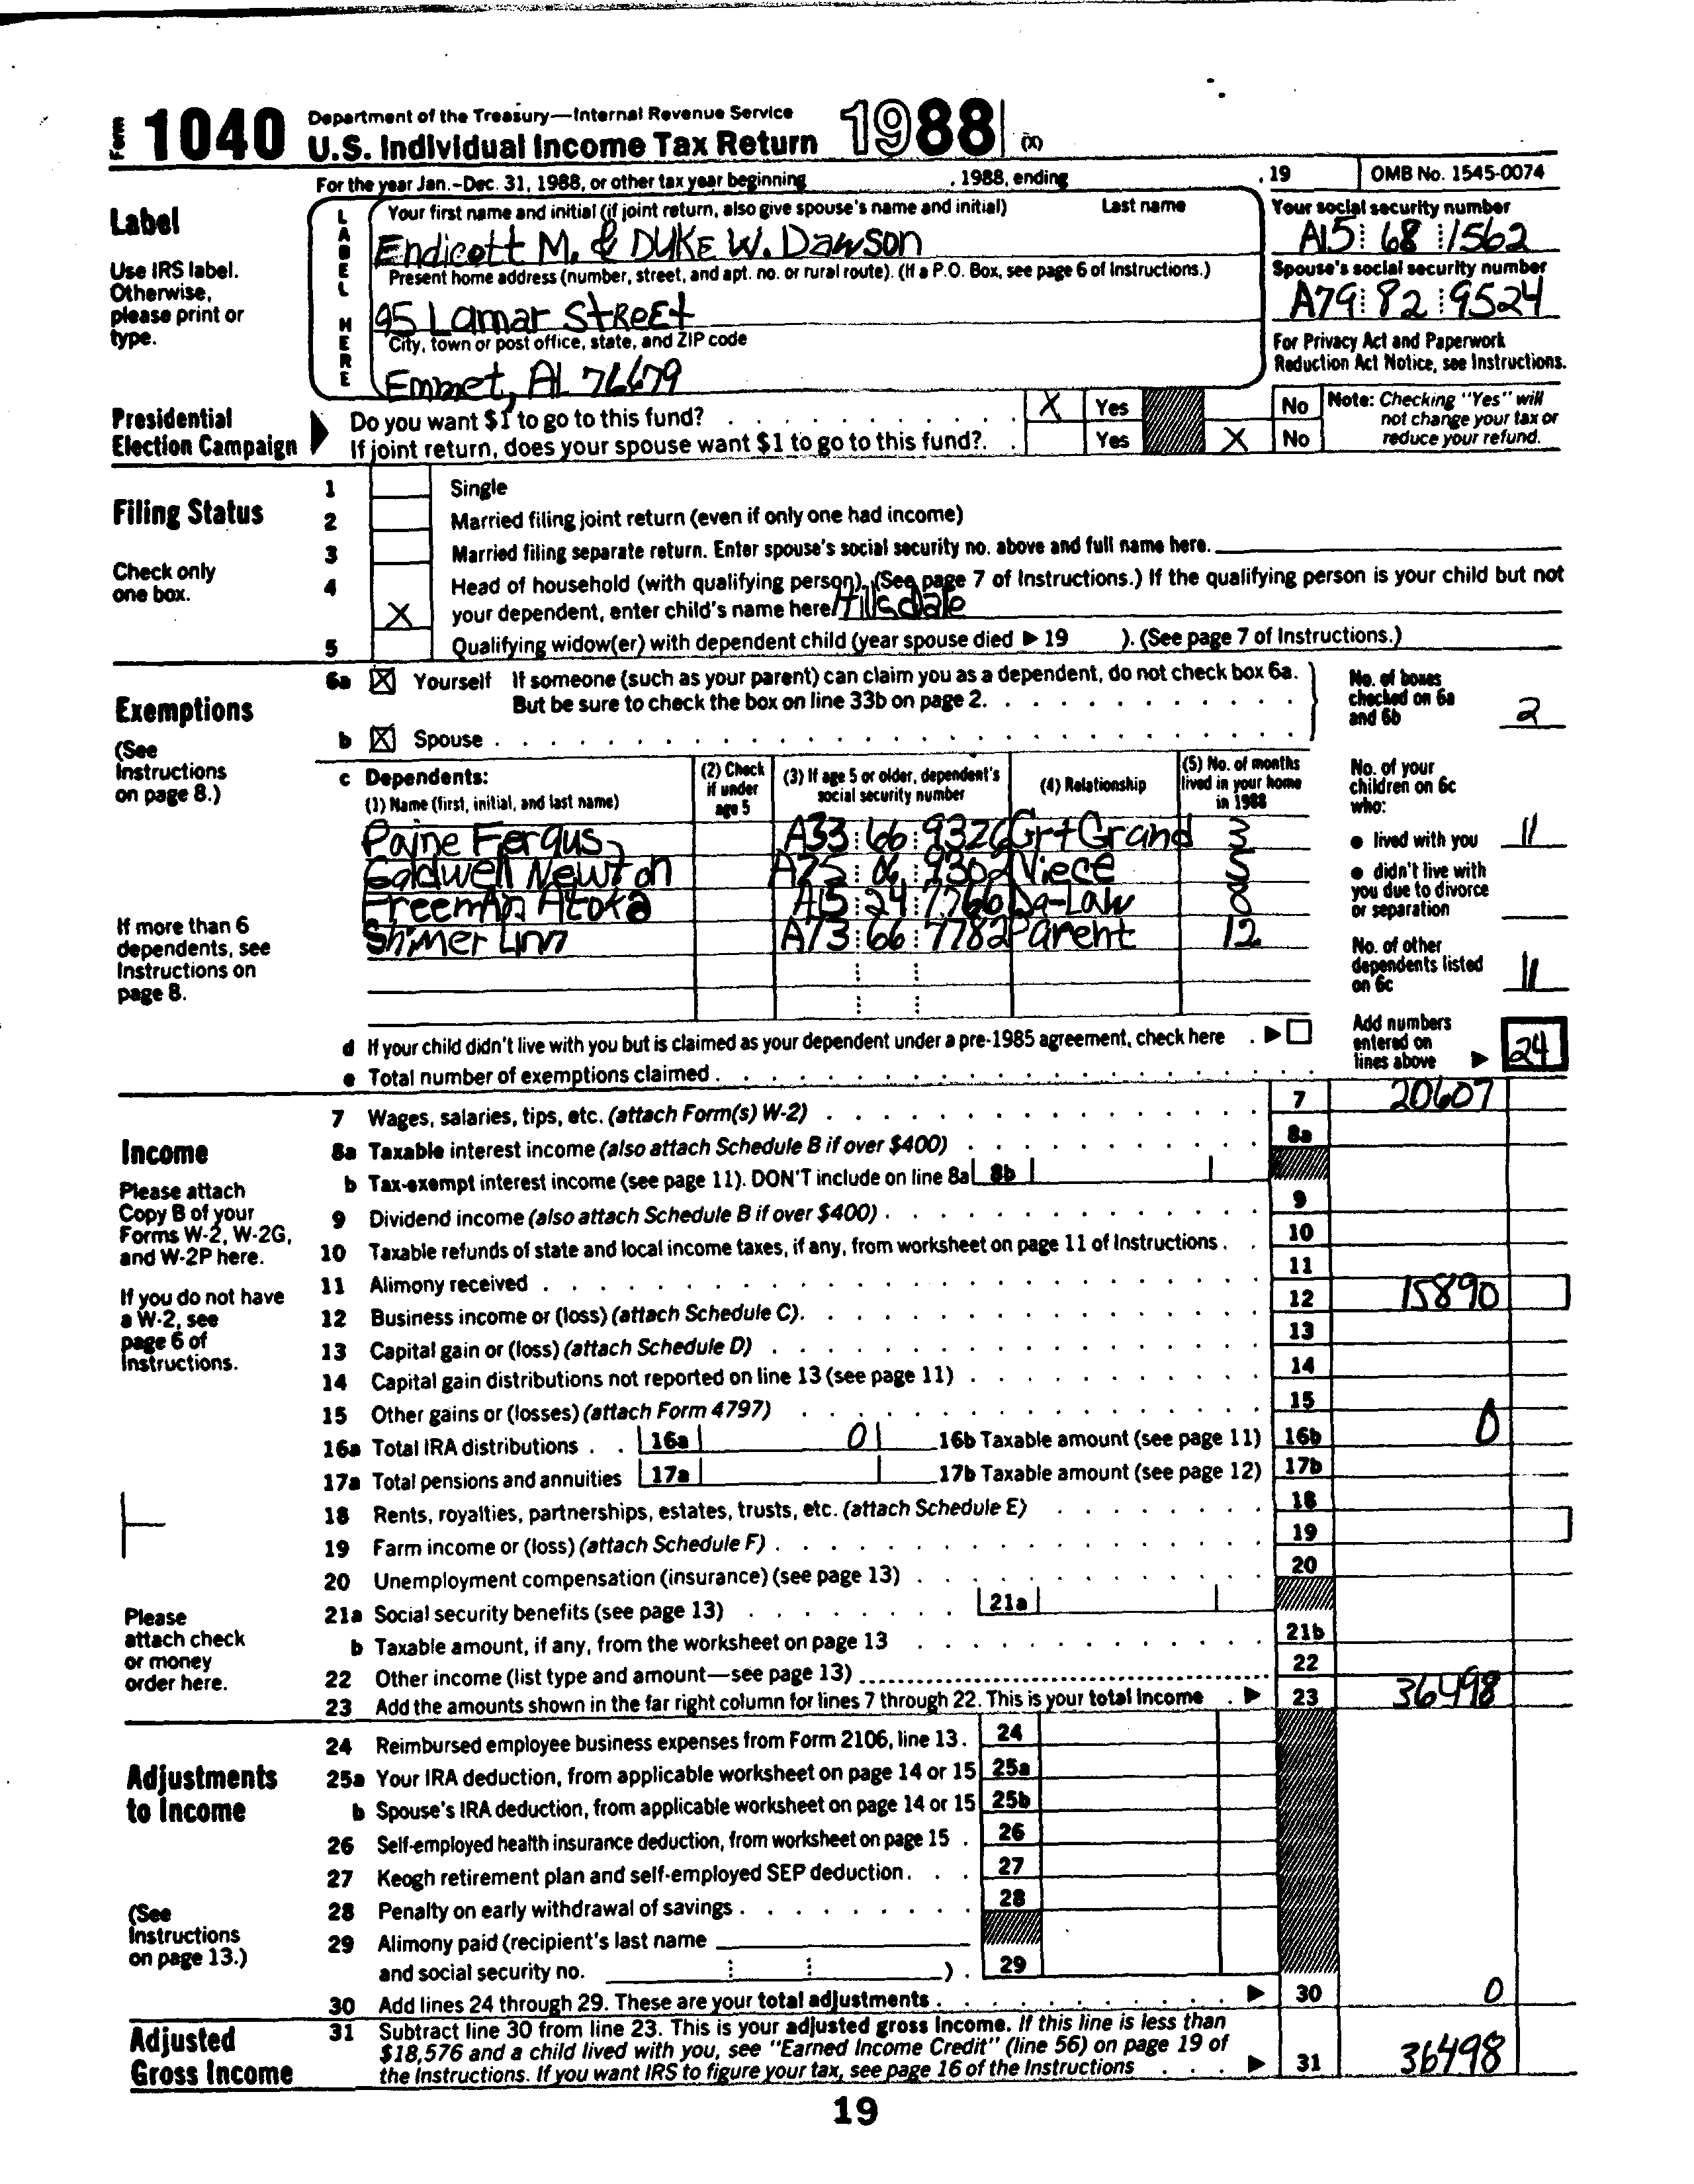 Form 1040 Department of the Treasury—Internal Revenue Service
U.S. Individual Income Tax Return 1988 (X)
For the year Jan.-Dec. 31, 1988, or other tax year beginning , 1988, ending , 19 OMB No. 1545-0074
Label
Use IRS label. Otherwise, please print or type.
LABEL HERE
Your first name and initial (if joint return, also give spouse's name and initial) Last name
Endicott M. & DUKE W. Dawson
Your social security number
A15 68 1562
Present home address (number, street, and apt. no. or rural route). (If a P.O. Box, see page 6 of Instructions.)
95 Lamar StReEt
Spouse's social security number
A79 82 9524
City, town or post office, state, and ZIP code
Emmet, AL 76679
For Privacy Act and Paperwork
Reduction Act Notice, see Instructions.
Presidential
Election Campaign
Do you want $1 to go to this fund? X Yes No
If joint return, does your spouse want $1 to go to this fund? Yes X No
Note: Checking "Yes" will
not change your tax or
reduce your refund.
Filing Status
Check only
one box.
1 Single
2 Married filing joint return (even if only one had income)
3 Married filing separate return. Enter spouse's social security no. above and full name here.
4 Head of household (with qualifying person). (See page 7 of Instructions.) If the qualifying person is your child but not
X your dependent, enter child's name here Hillsdale
5 Qualifying widow(er) with dependent child (year spouse died ▶ 19 ). (See page 7 of Instructions.)
Exemptions
(See
Instructions
on page 8.)
6a X Yourself If someone (such as your parent) can claim you as a dependent, do not check box 6a.
But be sure to check the box on line 33b on page 2.
b X Spouse
No. of boxes
checked on 6a
and 6b 2
c Dependents:
(1) Name (first, initial, and last name)
(2) Check
if under
age 5
(3) If age 5 or older, dependent's
social security number
(4) Relationship
(5) No. of months
lived in your home
in 1988
Paine Fergus A33 66 9326 Grt Grand 3
Caldwell Newton A75 06 9302 Niece 5
Freeman Atoka A15 24 7766 Da-Law 8
Shimer Linn A73 66 7782 Parent 12
If more than 6
dependents, see
Instructions on
page 8.
No. of your
children on 6c
who:
● lived with you 11
● didn't live with
you due to divorce
or separation
No. of other
dependents listed
on 6c 11
d If your child didn't live with you but is claimed as your dependent under a pre-1985 agreement, check here ▶
e Total number of exemptions claimed
Add numbers
entered on
lines above ▶ 24
Income
Please attach
Copy B of your
Forms W-2, W-2G,
and W-2P here.
If you do not have
a W-2, see
page 6 of
Instructions.
Please
attach check
or money
order here.
7 Wages, salaries, tips, etc. (attach Form(s) W-2) 7 20607
8a Taxable interest income (also attach Schedule B if over $400) 8a
b Tax-exempt interest income (see page 11). DON'T include on line 8a 8b
9 Dividend income (also attach Schedule B if over $400) 9
10 Taxable refunds of state and local income taxes, if any, from worksheet on page 11 of Instructions 10
11 Alimony received 11
12 Business income or (loss) (attach Schedule C) 12 15890
13 Capital gain or (loss) (attach Schedule D) 13
14 Capital gain distributions not reported on line 13 (see page 11) 14
15 Other gains or (losses) (attach Form 4797) 15
16a Total IRA distributions 16a 0 16b Taxable amount (see page 11) 16b 0
17a Total pensions and annuities 17a 17b Taxable amount (see page 12) 17b
18 Rents, royalties, partnerships, estates, trusts, etc. (attach Schedule E) 18
19 Farm income or (loss) (attach Schedule F) 19
20 Unemployment compensation (insurance) (see page 13) 20
21a Social security benefits (see page 13) 21a
b Taxable amount, if any, from the worksheet on page 13 21b
22 Other income (list type and amount—see page 13) 22
23 Add the amounts shown in the far right column for lines 7 through 22. This is your total income ▶ 23 36498
Adjustments
to Income
(See
Instructions
on page 13.)
24 Reimbursed employee business expenses from Form 2106, line 13. 24
25a Your IRA deduction, from applicable worksheet on page 14 or 15 25a
b Spouse's IRA deduction, from applicable worksheet on page 14 or 15 25b
26 Self-employed health insurance deduction, from worksheet on page 15 26
27 Keogh retirement plan and self-employed SEP deduction 27
28 Penalty on early withdrawal of savings 28
29 Alimony paid (recipient's last name
and social security no. ) 29
30 Add lines 24 through 29. These are your total adjustments ▶ 30 0
Adjusted
Gross Income
31 Subtract line 30 from line 23. This is your adjusted gross income. If this line is less than
$18,576 and a child lived with you, see "Earned Income Credit" (line 56) on page 19 of
the Instructions. If you want IRS to figure your tax, see page 16 of the Instructions ▶ 31 36498
19